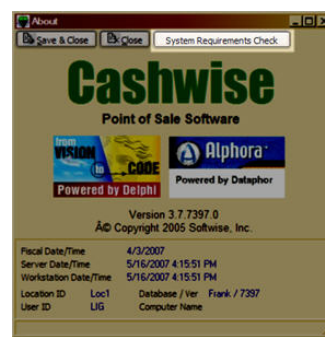 About
Save & Close Close System Requirements Check
Cashwise
Point of Sale Software
from VISION to CODE
Powered by Delphi
Alphora
Powered by Dataphor
Version 3.7.7397.0
Â© Copyright 2005 Softwise, Inc.
Fiscal Date/Time 4/3/2007
Server Date/Time 5/16/2007 4:15:51 PM
Workstation Date/Time 5/16/2007 4:15:51 PM
Location ID Loc1 Database / Ver Frank / 7397
User ID LIG Computer Name